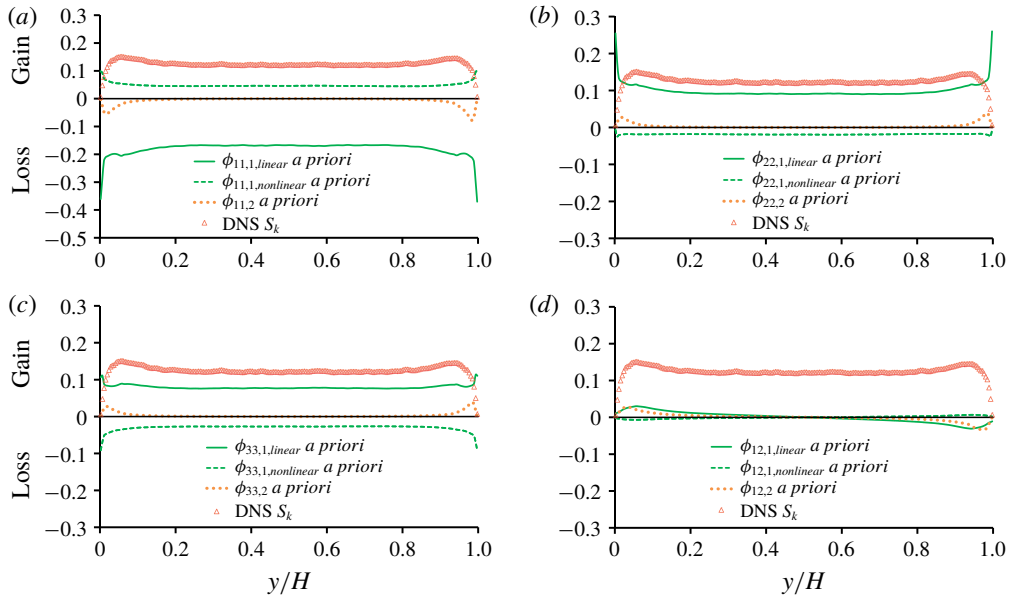 (a)
Gain
Loss
0.3
0.2
0.1
0
−0.1
−0.2
−0.3
−0.4
−0.5
ϕ11,1,linear a priori
ϕ11,1,nonlinear a priori
ϕ11,2 a priori
DNS Sk
0 0.2 0.4 0.6 0.8 1.0
(b)
0.3
0.2
0.1
0
−0.1
−0.2
−0.3
ϕ22,1,linear a priori
ϕ22,1,nonlinear a priori
ϕ22,2 a priori
DNS Sk
0 0.2 0.4 0.6 0.8 1.0
(c)
Gain
Loss
0.3
0.2
0.1
0
−0.1
−0.2
−0.3
ϕ33,1,linear a priori
ϕ33,1,nonlinear a priori
ϕ33,2 a priori
DNS Sk
0 0.2 0.4 0.6 0.8 1.0
y/H
(d)
0.3
0.2
0.1
0
−0.1
−0.2
−0.3
ϕ12,1,linear a priori
ϕ12,1,nonlinear a priori
ϕ12,2 a priori
DNS Sk
0 0.2 0.4 0.6 0.8 1.0
y/H